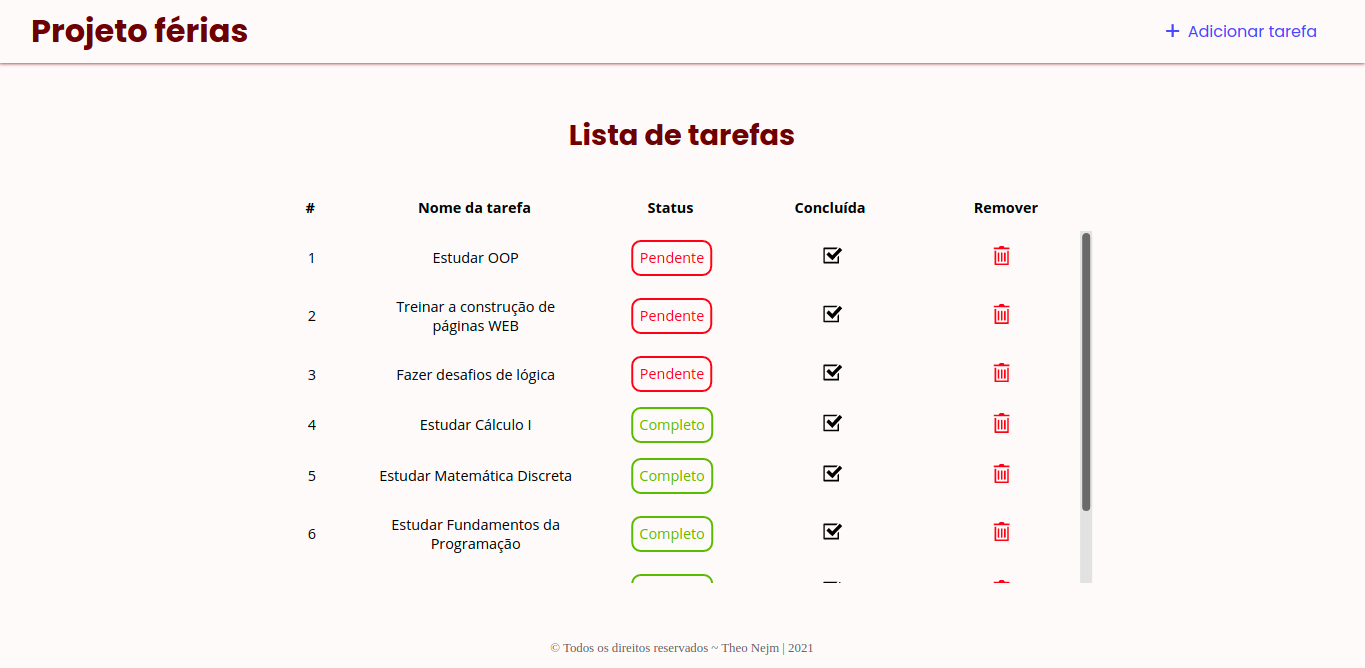 Projeto férias
+ Adicionar tarefa
Lista de tarefas
# Nome da tarefa Status Concluída Remover
1 Estudar OOP Pendente
2 Treinar a construção de
páginas WEB Pendente
3 Fazer desafios de lógica Pendente
4 Estudar Cálculo I Completo
5 Estudar Matemática Discreta Completo
6 Estudar Fundamentos da
Programação Completo
© Todos os direitos reservados ~ Theo Nejm | 2021